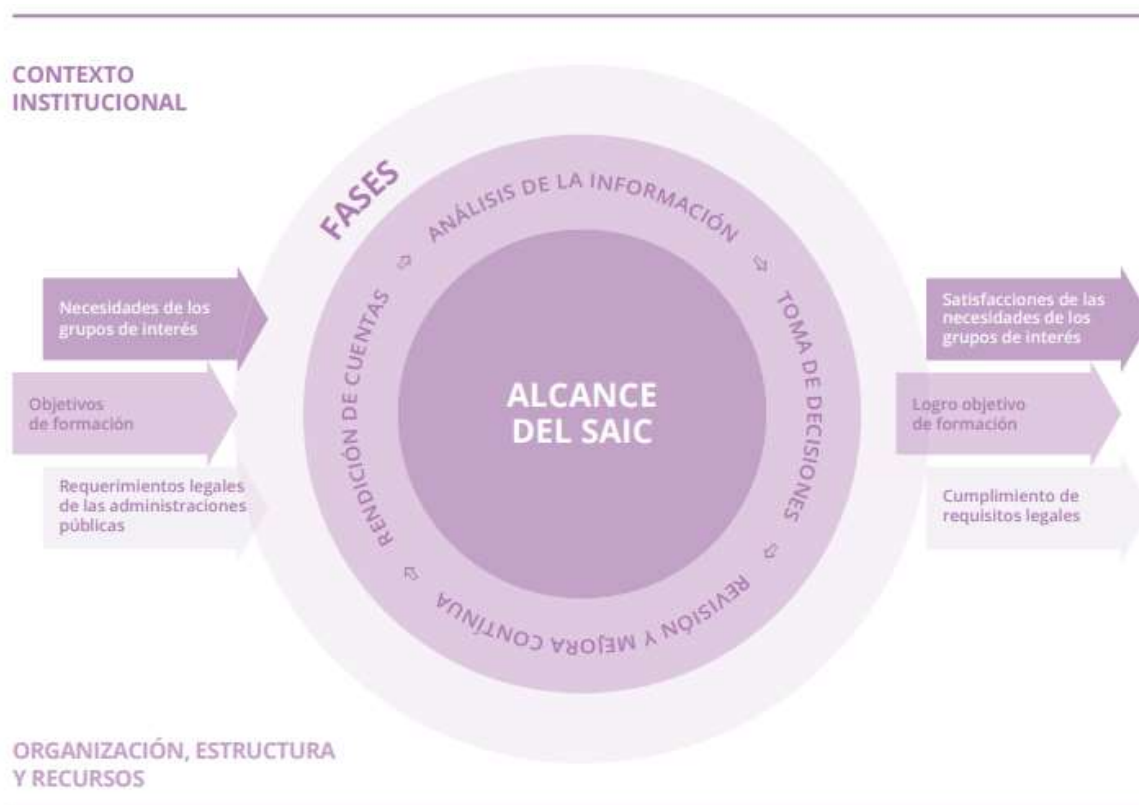 CONTEXTO
INSTITUCIONAL
FASES
ANÁLISIS DE LA INFORMACIÓN
TOMA DE DECISIONES
REVISIÓN Y MEJORA CONTÍNUA
RENDICIÓN DE CUENTAS
Necesidades de los
grupos de interés
Objetivos
de formación
Requerimientos legales
de las administraciones
públicas
ALCANCE
DEL SAIC
Satisfacciones de las
necesidades de los
grupos de interés
Logro objetivo
de formación
Cumplimiento de
requisitos legales
ORGANIZACIÓN, ESTRUCTURA
Y RECURSOS